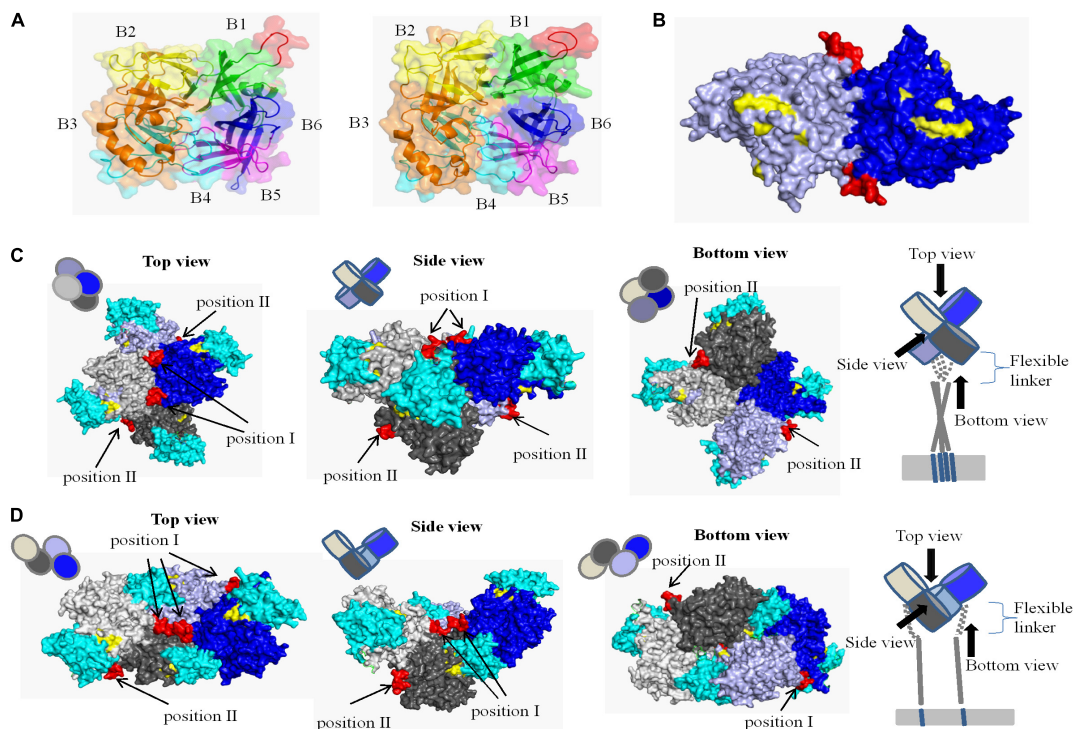 A
B2
B1
B3
B6
B4
B5
B2
B1
B3
B6
B4
B5
B
C
Top view
position II
position I
position II
Side view
position I
position II
position II
Bottom view
position II
position II
Top view
Side view
Flexible
linker
Bottom view
D
Top view
position I
position II
Side view
position II
position I
Bottom view
position II
position I
Top view
Side view
Flexible
linker
Bottom view